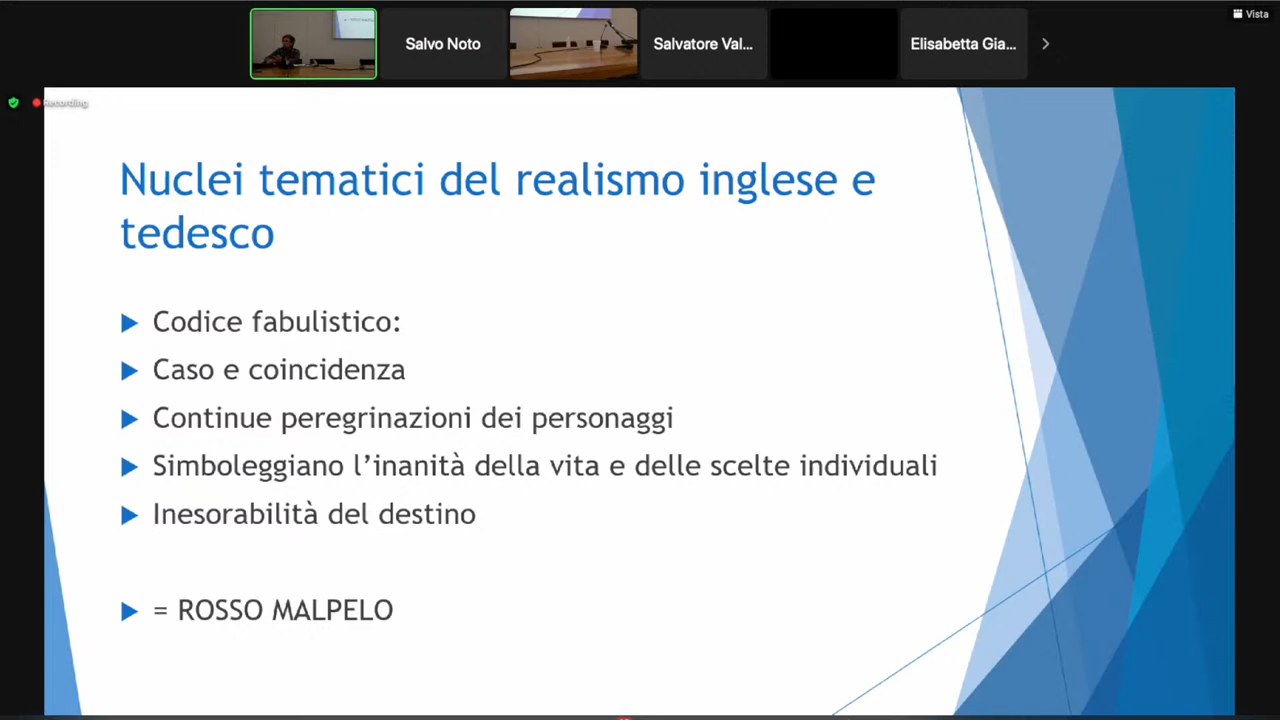 Vista
Salvo Noto
Salvatore Val...
Elisabetta Gia...
Recording
Nuclei tematici del realismo inglese e
tedesco
Codice fabulistico:
Caso e coincidenza
Continue peregrinazioni dei personaggi
Simboleggiano l’inanità della vita e delle scelte individuali
Inesorabilità del destino
= ROSSO MALPELO